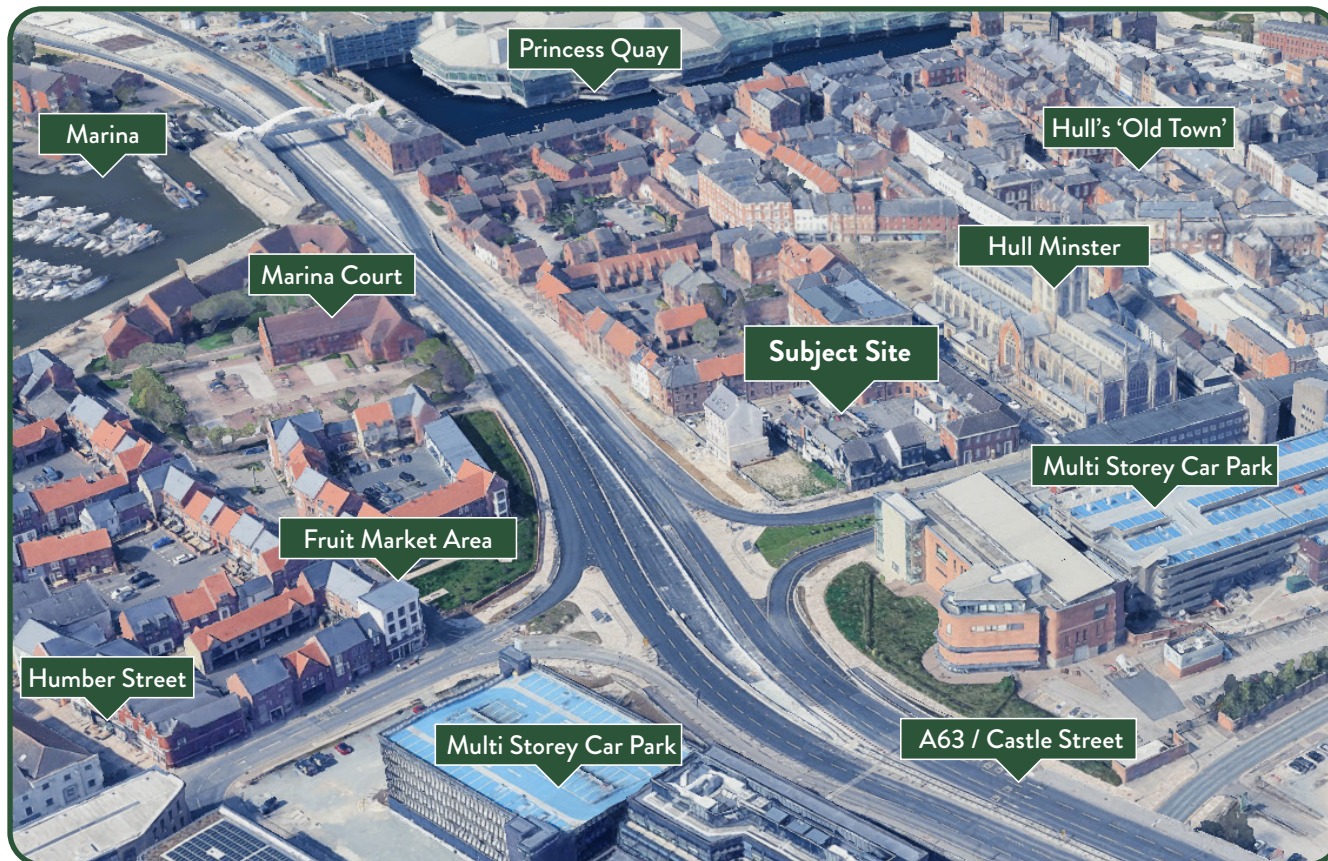 Princess Quay
Marina
Hull's ‘Old Town’
Hull Minster
Marina Court
Subject Site
Multi Storey Car Park
Fruit Market Area
Humber Street
Multi Storey Car Park
A63 / Castle Street